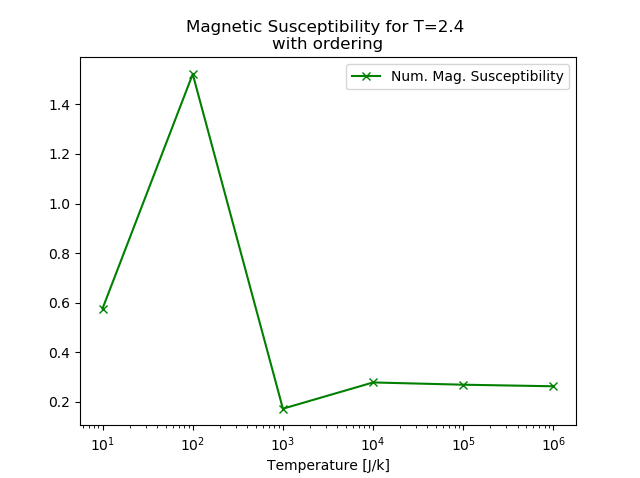 Magnetic Susceptibility for T=2.4
with ordering
Num. Mag. Susceptibility
1.4
1.2
1.0
0.8
0.6
0.4
0.2
10¹ 10² 10³ 10⁴ 10⁵ 10⁶
Temperature [J/k]